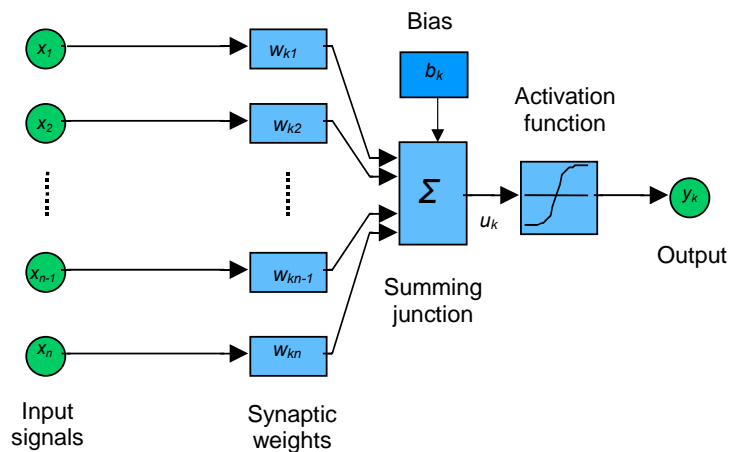 Bias
x1
wk1
bk
Activation
function
x2
wk2
Σ
uk
yk
Output
xn-1
wkn-1
Summing
junction
xn
wkn
Input
signals
Synaptic
weights